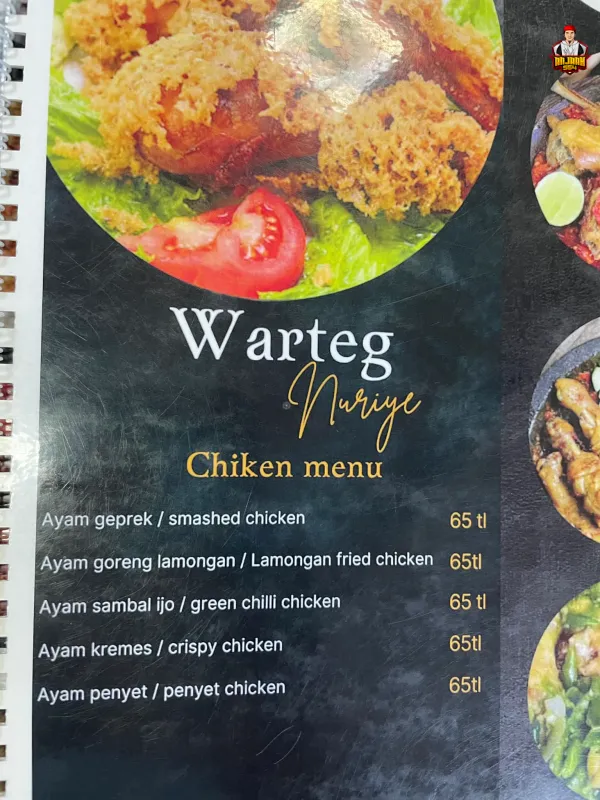 Warteg
Nuriye
Chiken menu
Ayam geprek / smashed chicken 65 tl
Ayam goreng lamongan / Lamongan fried chicken 65tl
Ayam sambal ijo / green chilli chicken 65 tl
Ayam kremes / crispy chicken 65tl
Ayam penyet / penyet chicken 65tl